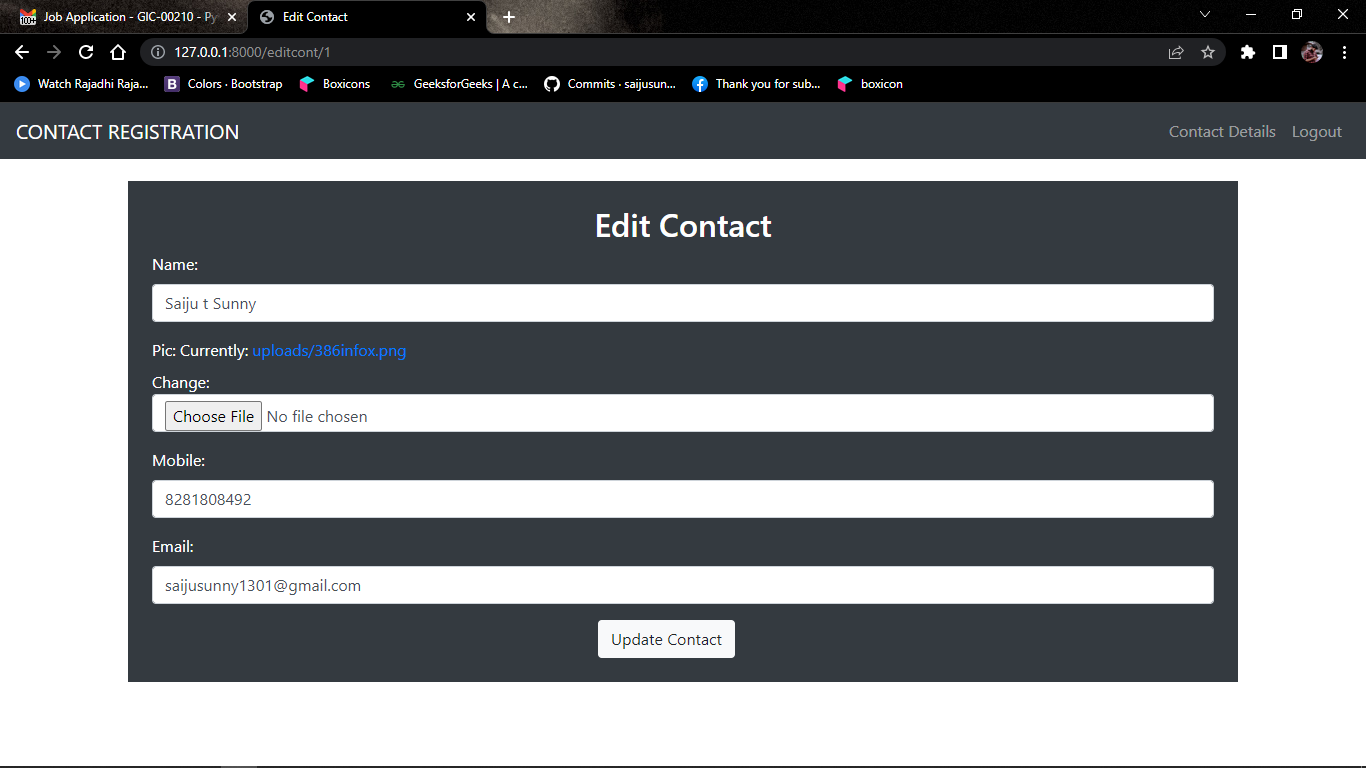 100+ Job Application - GIC-00210 - Py Edit Contact
127.0.0.1:8000/editcont/1
Watch Rajadhi Raja... B Colors · Bootstrap Boxicons GeeksforGeeks | A c... Commits · saijusun... Thank you for sub... boxicon
CONTACT REGISTRATION Contact Details Logout
Edit Contact
Name:
Saiju t Sunny
Pic: Currently: uploads/386infox.png
Change:
Choose File No file chosen
Mobile:
8281808492
Email:
saijusunny1301@gmail.com
Update Contact